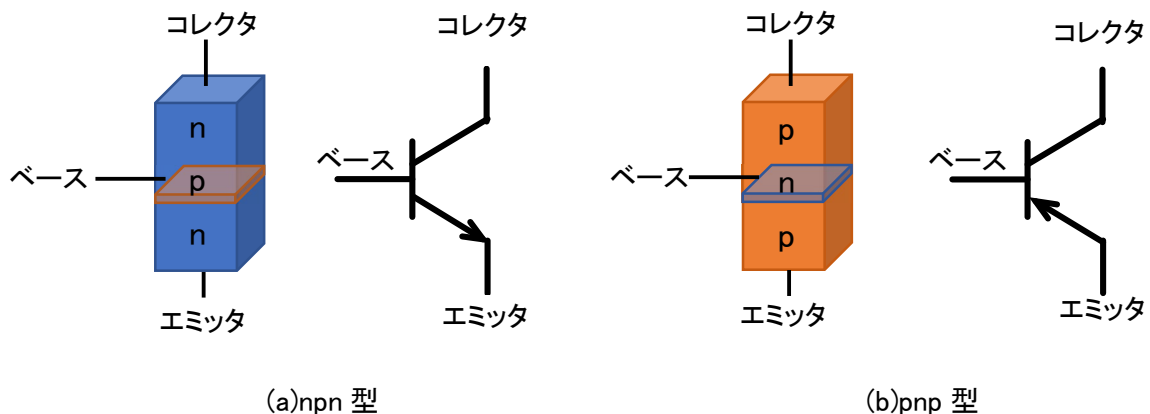 コレクタ
n
ベース
p
n
エミッタ
コレクタ
ベース
エミッタ
(a)npn 型
コレクタ
p
ベース
n
p
エミッタ
コレクタ
ベース
エミッタ
(b)pnp 型